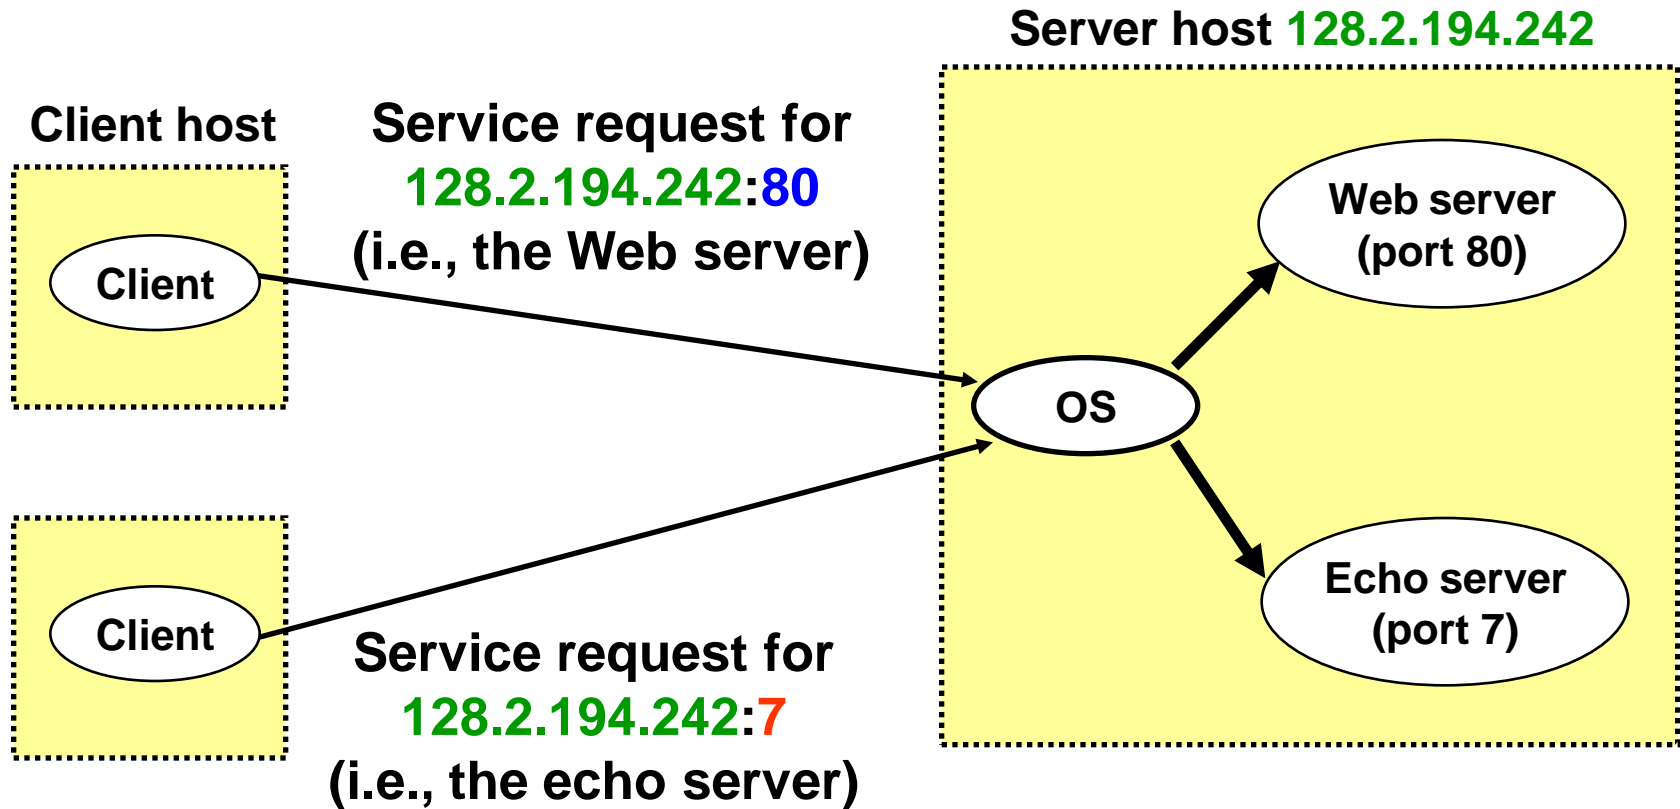 Server host 128.2.194.242
Client host
Service request for
128.2.194.242:80
(i.e., the Web server)
Client
Web server
(port 80)
OS
Client
Service request for
128.2.194.242:7
(i.e., the echo server)
Echo server
(port 7)